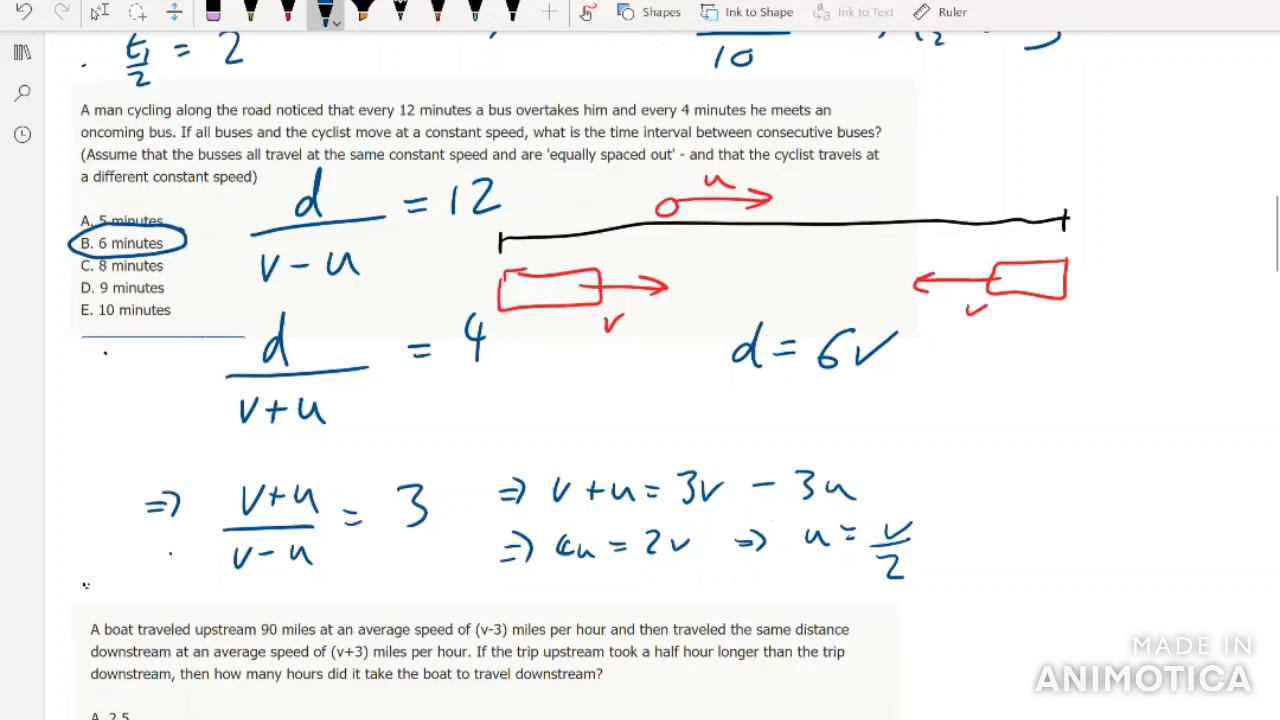 Shapes Ink to Shape Ink to Text Ruler
t1/2 = 2
10
A man cycling along the road noticed that every 12 minutes a bus overtakes him and every 4 minutes he meets an
oncoming bus. If all buses and the cyclist move at a constant speed, what is the time interval between consecutive buses?
(Assume that the busses all travel at the same constant speed and are 'equally spaced out' - and that the cyclist travels at
a different constant speed)
A. 5 minutes
B. 6 minutes
C. 8 minutes
D. 9 minutes
E. 10 minutes
d/(v - u) = 12
u
v
v
d/(v+u) = 4
d = 6v
⇒ (v+u)/(v-u) = 3 ⇒ v+u = 3v - 3u
⇒ 4u = 2v ⇒ u = v/2
A boat traveled upstream 90 miles at an average speed of (v-3) miles per hour and then traveled the same distance
downstream at an average speed of (v+3) miles per hour. If the trip upstream took a half hour longer than the trip
downstream, then how many hours did it take the boat to travel downstream?
A. 2.5
MADE IN
ANIMOTICA